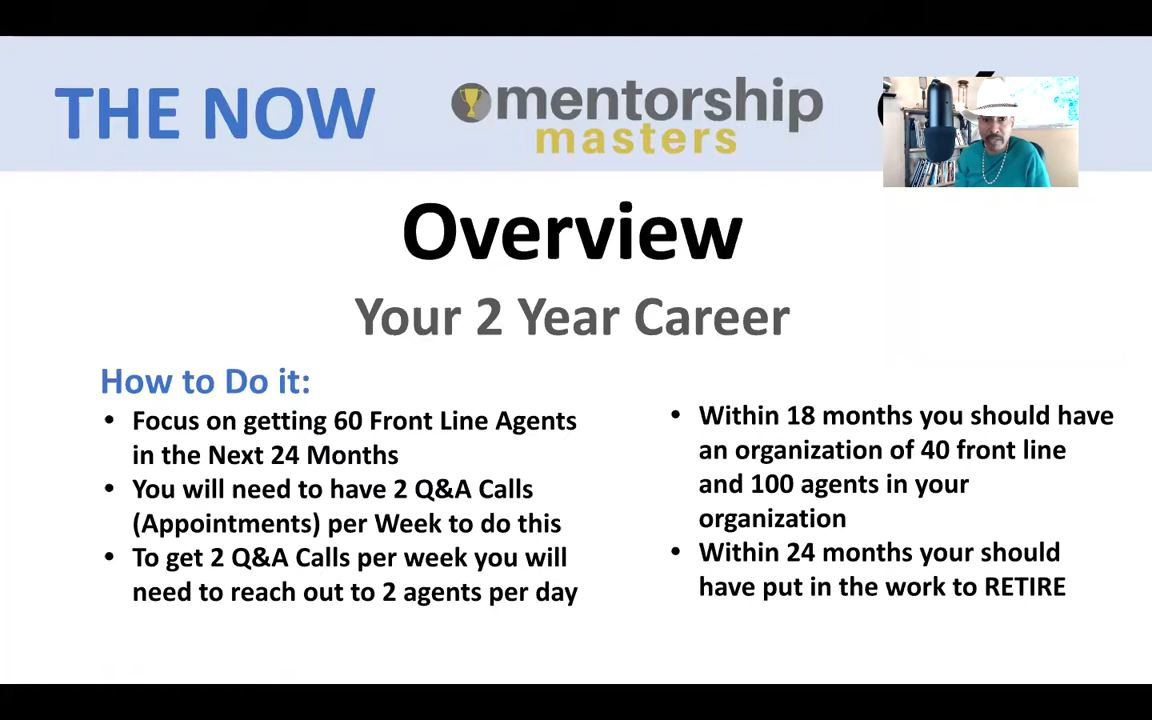 THE NOW
mentorship
masters
Overview
Your 2 Year Career
How to Do it:
• Focus on getting 60 Front Line Agents
in the Next 24 Months
• You will need to have 2 Q&A Calls
(Appointments) per Week to do this
• To get 2 Q&A Calls per week you will
need to reach out to 2 agents per day
• Within 18 months you should have
an organization of 40 front line
and 100 agents in your
organization
• Within 24 months your should
have put in the work to RETIRE